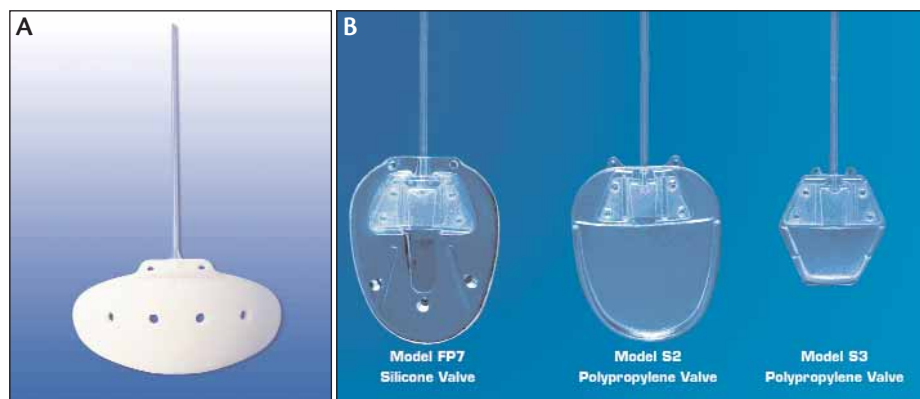 A
B
Model FP7
Silicone Valve
Model S2
Polypropylene Valve
Model S3
Polypropylene Valve